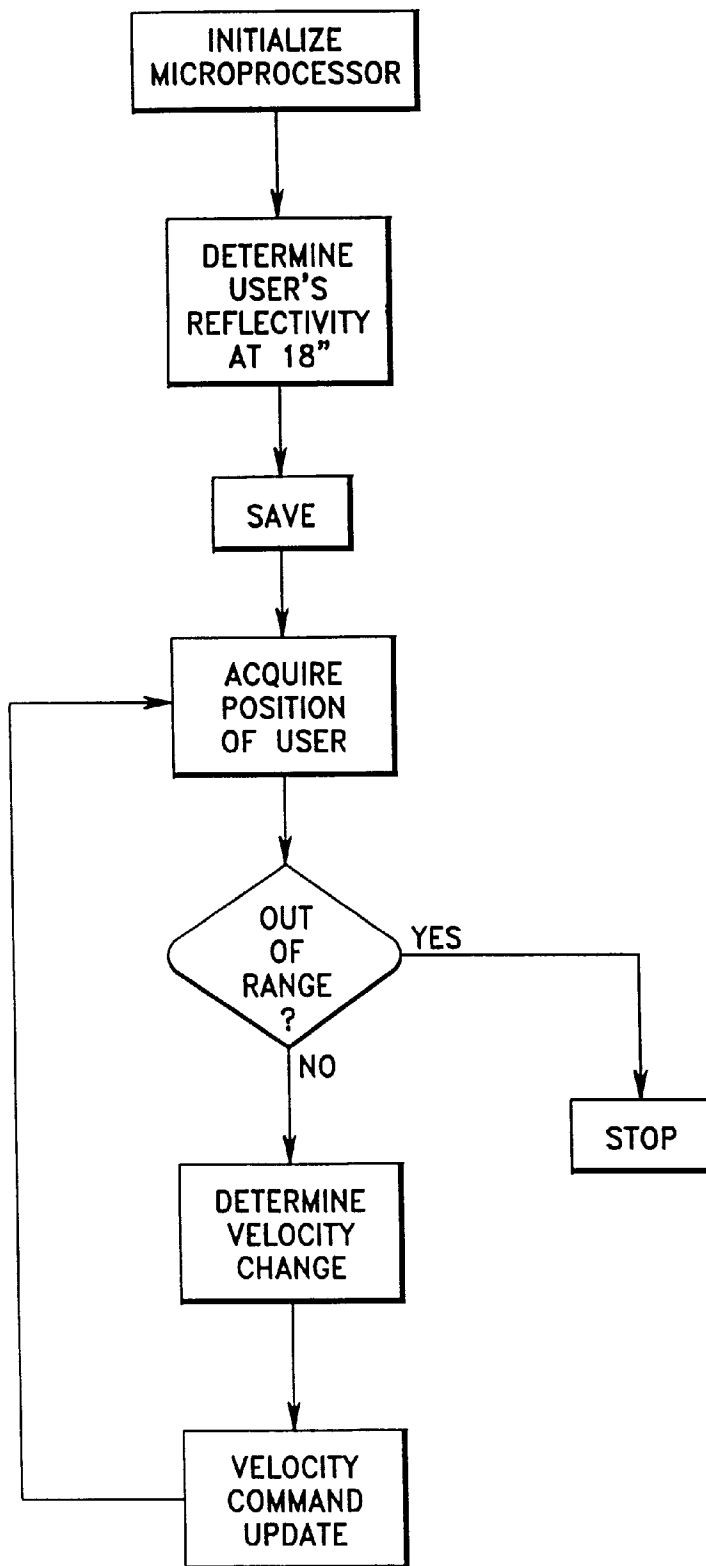 INITIALIZE
MICROPROCESSOR
DETERMINE
USER'S
REFLECTIVITY
AT 18"
SAVE
ACQUIRE
POSITION
OF USER
OUT
OF
RANGE
?
YES
NO
STOP
DETERMINE
VELOCITY
CHANGE
VELOCITY
COMMAND
UPDATE